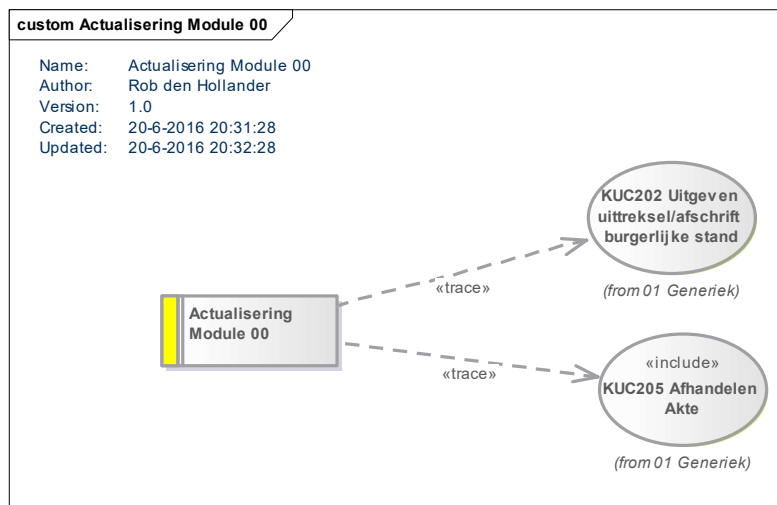 custom Actualisering Module 00
Name: Actualisering Module 00
Author: Rob den Hollander
Version: 1.0
Created: 20-6-2016 20:31:28
Updated: 20-6-2016 20:32:28
KUC202 Uitgeven
uittreksel/afschrift
burgerlijke stand
(from 01 Generiek)
«trace»
Actualisering
Module 00
«trace»
«include»
KUC205 Afhandelen
Akte
(from 01 Generiek)